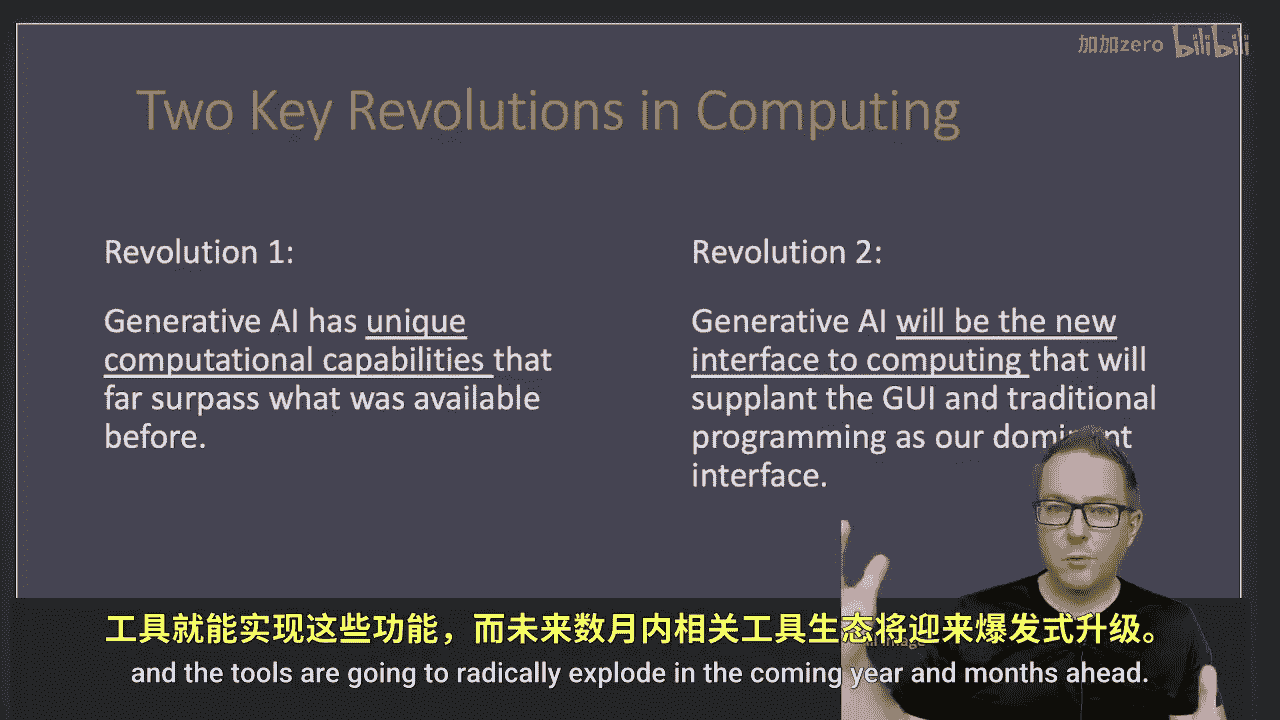 加加zero bilibili
Two Key Revolutions in Computing
Revolution 1:
Generative AI has unique
computational capabilities that
far surpass what was available
before.
Revolution 2:
Generative AI will be the new
interface to computing that will
supplant the GUI and traditional
programming as our
interface.
工具就能实现这些功能，而未来数月内相关工具生态将迎来爆发式升级。
and the tools are going to radically explode in the coming year and months ahead.